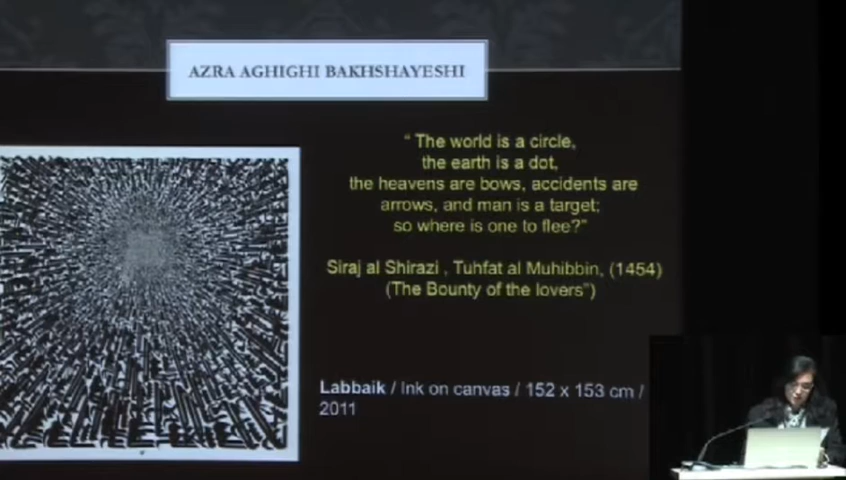 AZRA AGHIGHI BAKHSHAYESHI
“ The world is a circle,
the earth is a dot,
the heavens are bows, accidents are
arrows, and man is a target;
so where is one to flee?”
Siraj al Shirazi , Tuhfat al Muhibbin, (1454)
(The Bounty of the lovers”)
Labbaik / Ink on canvas / 152 x 153 cm /
2011